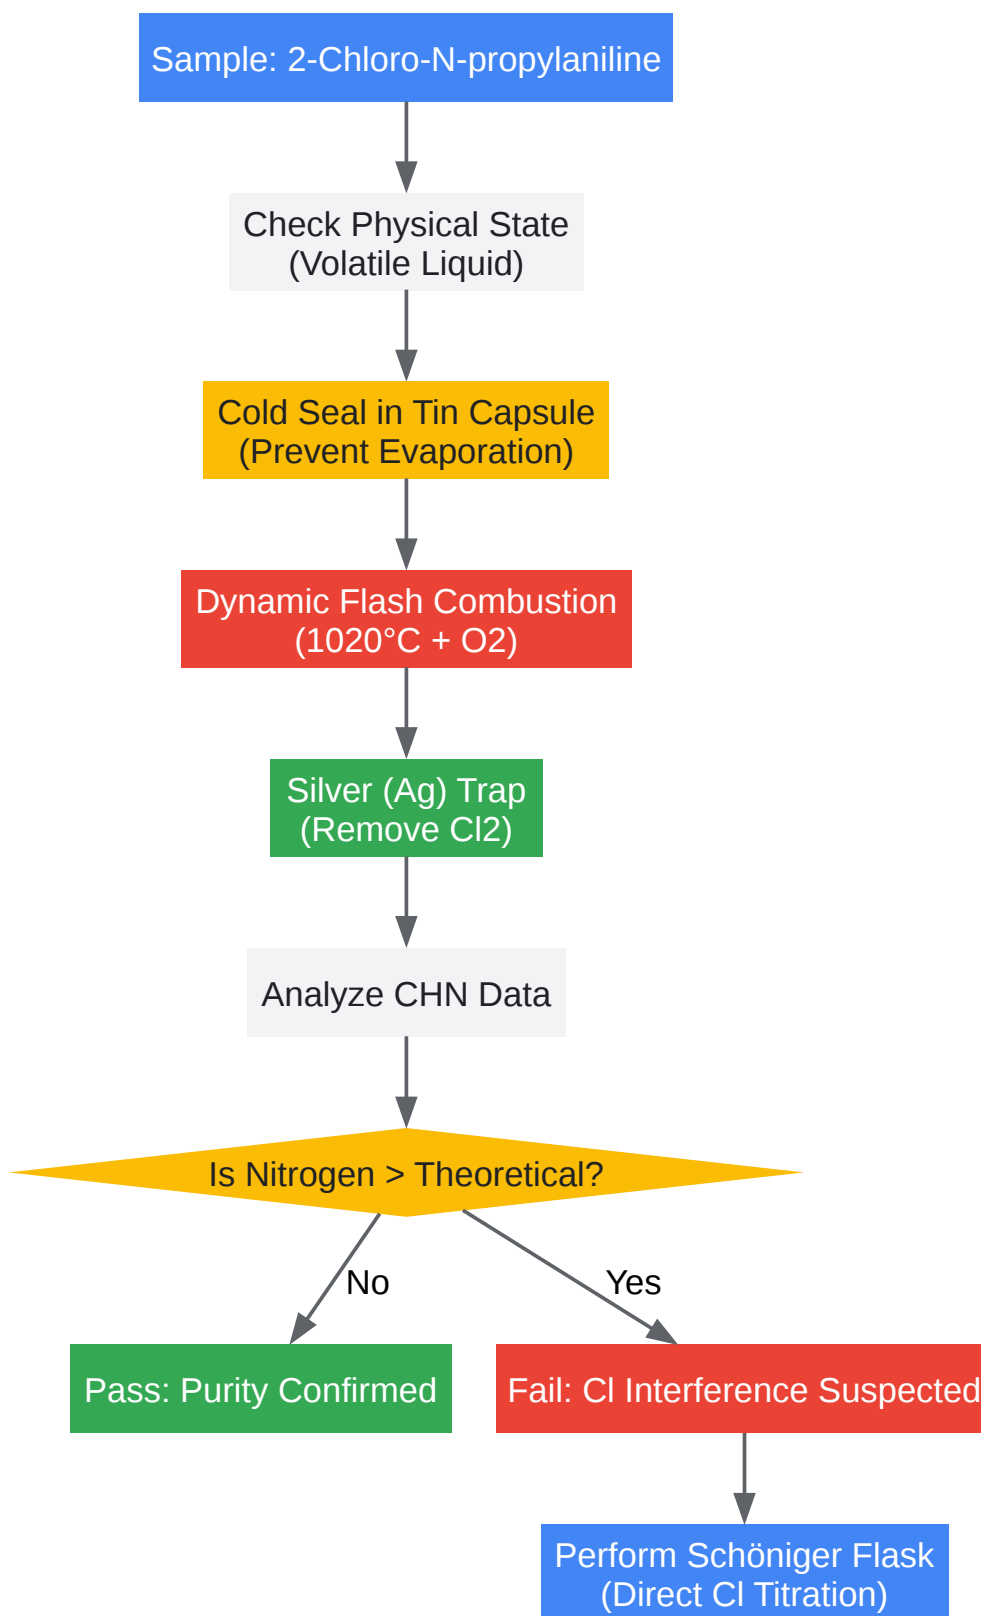 Sample: 2-Chloro-N-propylaniline
Check Physical State
(Volatile Liquid)
Cold Seal in Tin Capsule
(Prevent Evaporation)
Dynamic Flash Combustion
(1020°C + O2)
Silver (Ag) Trap
(Remove Cl2)
Analyze CHN Data
Is Nitrogen > Theoretical?
No
Yes
Pass: Purity Confirmed
Fail: Cl Interference Suspected
Perform Schöniger Flask
(Direct Cl Titration)